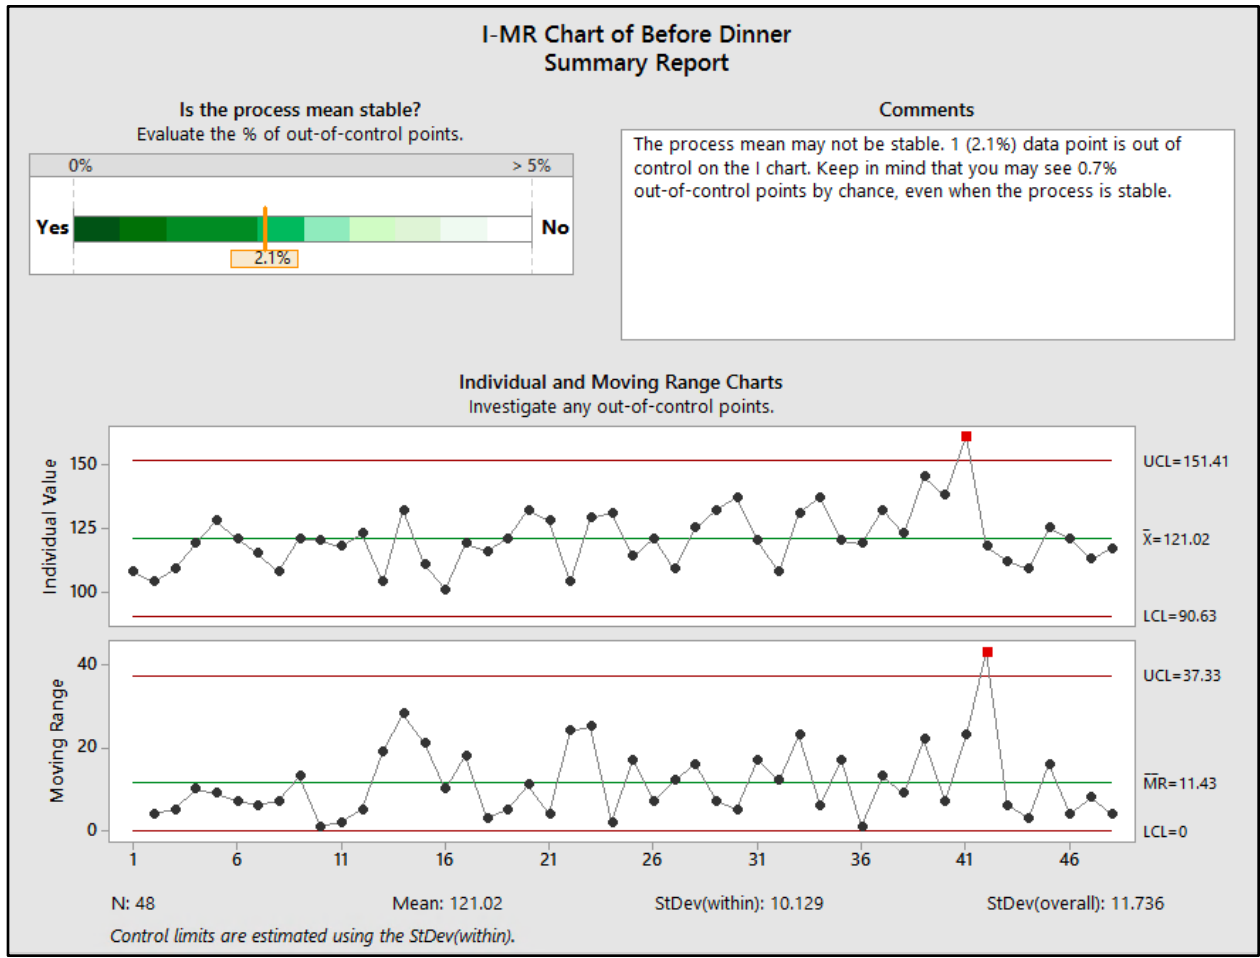 I-MR Chart of Before Dinner
Summary Report
Is the process mean stable?
Evaluate the % of out-of-control points.
0%
> 5%
Yes
No
2.1%
Comments
The process mean may not be stable. 1 (2.1%) data point is out of
control on the I chart. Keep in mind that you may see 0.7%
out-of-control points by chance, even when the process is stable.
Individual and Moving Range Charts
Investigate any out-of-control points.
Individual Value
150
125
100
UCL=151.41
X̄=121.02
LCL=90.63
Moving Range
40
20
0
UCL=37.33
M̄R̄=11.43
LCL=0
1 6 11 16 21 26 31 36 41 46
N: 48 Mean: 121.02 StDev(within): 10.129 StDev(overall): 11.736
Control limits are estimated using the StDev(within).